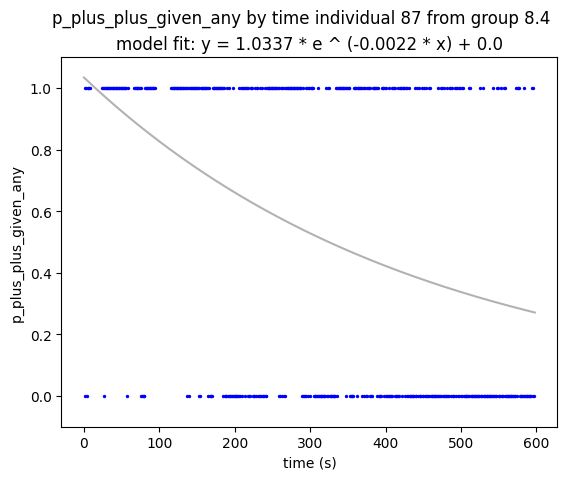 p_plus_plus_given_any by time individual 87 from group 8.4
model fit: y = 1.0337 * e ^ (-0.0022 * x) + 0.0
1.0
0.8
0.6
0.4
0.2
0.0
p_plus_plus_given_any
0 100 200 300 400 500 600
time (s)